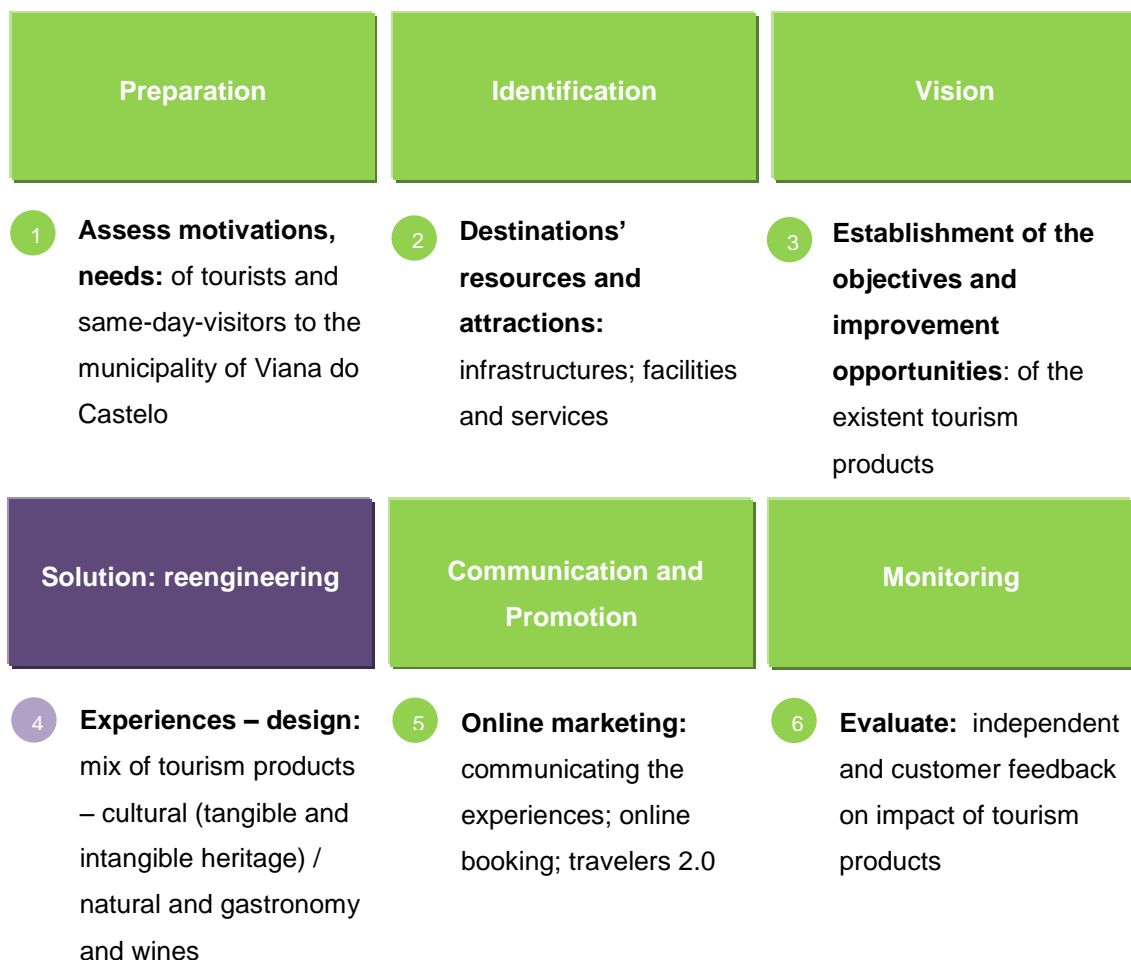 Preparation
Identification
Vision
1
Assess motivations,
needs: of tourists and
same-day-visitors to the
municipality of Viana do
Castelo
2
Destinations’
resources and
attractions:
infrastructures; facilities
and services
3
Establishment of the
objectives and
improvement
opportunities: of the
existent tourism
products
Solution: reengineering
Communication and
Promotion
Monitoring
4
Experiences – design:
mix of tourism products
– cultural (tangible and
intangible heritage) /
natural and gastronomy
and wines
5
Online marketing:
communicating the
experiences; online
booking; travelers 2.0
6
Evaluate: independent
and customer feedback
on impact of tourism
products